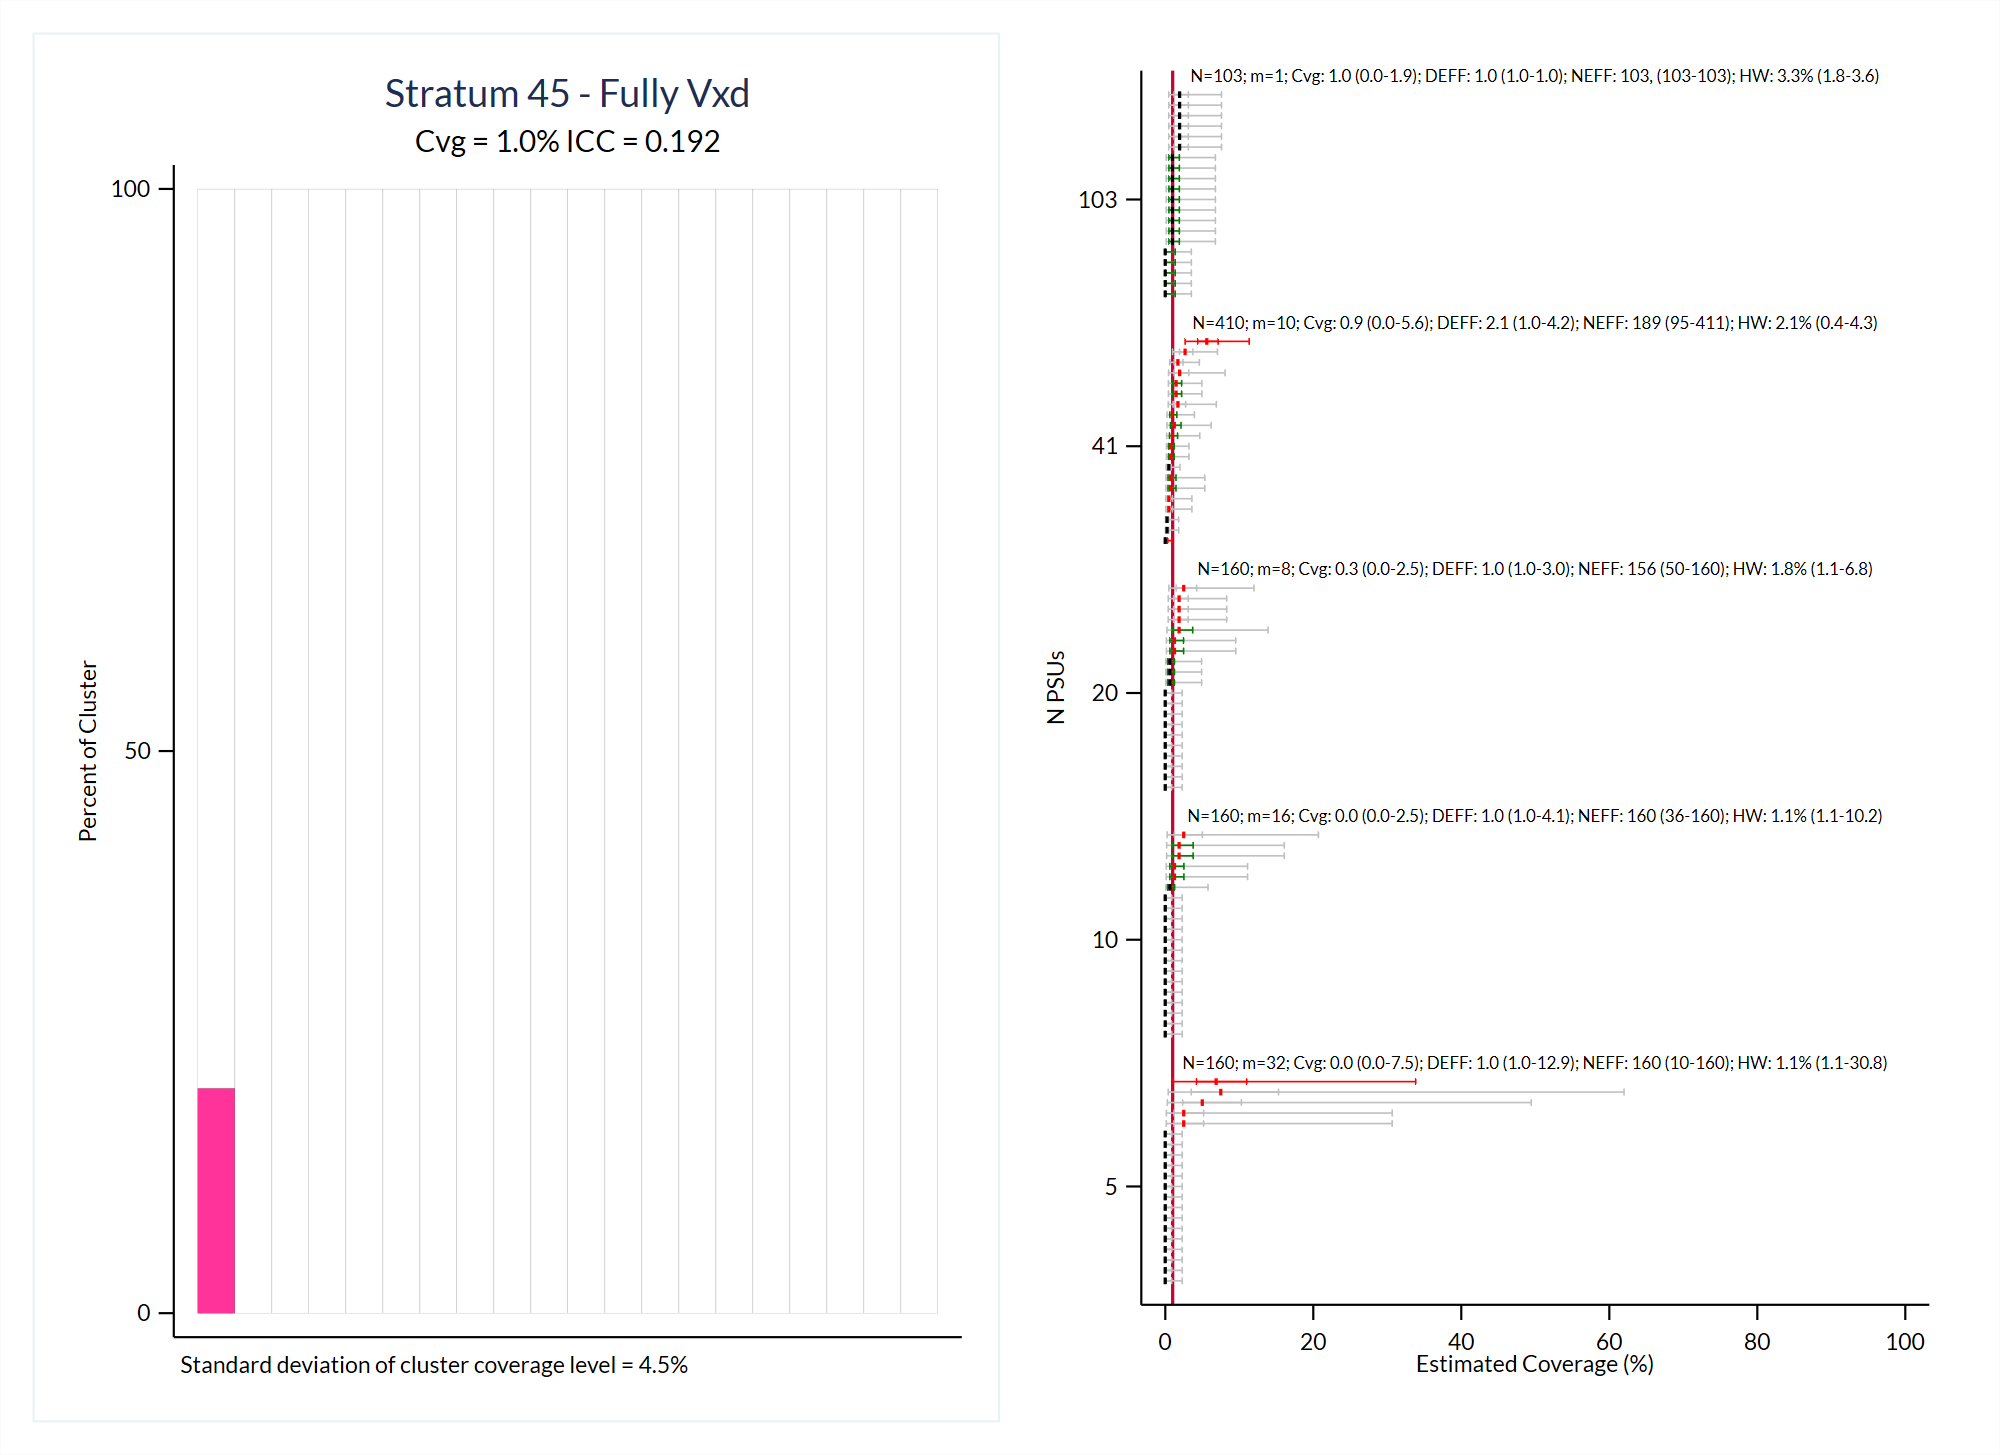 Stratum 45 - Fully Vxd
Cvg = 1.0% ICC = 0.192
100
50
0
Percent of Cluster
Standard deviation of cluster coverage level = 4.5%
N=103; m=1; Cvg: 1.0 (0.0-1.9); DEFF: 1.0 (1.0-1.0); NEFF: 103, (103-103); HW: 3.3% (1.8-3.6)
103
N=410; m=10; Cvg: 0.9 (0.0-5.6); DEFF: 2.1 (1.0-4.2); NEFF: 189 (95-411); HW: 2.1% (0.4-4.3)
41
N=160; m=8; Cvg: 0.3 (0.0-2.5); DEFF: 1.0 (1.0-3.0); NEFF: 156 (50-160); HW: 1.8% (1.1-6.8)
N PSUs
20
N=160; m=16; Cvg: 0.0 (0.0-2.5); DEFF: 1.0 (1.0-4.1); NEFF: 160 (36-160); HW: 1.1% (1.1-10.2)
10
N=160; m=32; Cvg: 0.0 (0.0-7.5); DEFF: 1.0 (1.0-12.9); NEFF: 160 (10-160); HW: 1.1% (1.1-30.8)
5
0 20 40 60 80 100
Estimated Coverage (%)